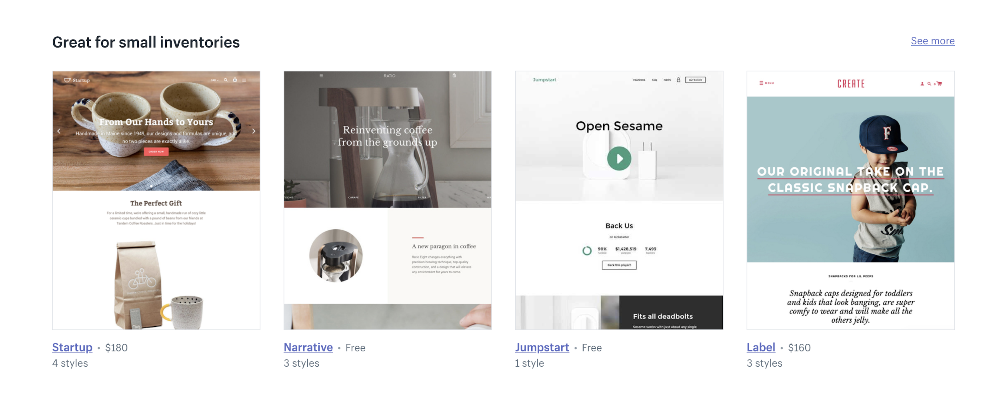 Great for small inventories
See more
Startup
CAD
From Our Hands to Yours
Handmade in Maine since 1949, our designs and formulas are unique, and
no two pieces are exactly alike.
ORDER NOW
The Perfect Gift
For a limited time, we're offering a small, handmade run of cozy little
ceramic cups bundled with a pound of beans from our friends at
Tandem Coffee Roasters. Just in time for the holidays!
TANDEM COFFEE ROASTERS
Startup • $180
4 styles
RATIO
Reinventing coffee
from the grounds up
EIGHT CARAFE FILTER WA
A new paragon in coffee
Ratio Eight changes everything with
precision brewing technique, top-quality
construction, and a design that will elevate
any environment for years to come.
Narrative • Free
3 styles
Jumpstart
FEATURES FAQ NEWS BUY $149.99
Open Sesame
Back Us
on Kickstarter
90% $1,428,519 7,493
funded pledged backers
Back this project
Fits all deadbolts
Sesame works with just about any single
Jumpstart • Free
1 style
MENU CREATE 0
F
OUR ORIGINAL TAKE ON THE
CLASSIC SNAPBACK CAP.
SNAPBACKS FOR LIL PEEPS
Snapback caps designed for toddlers
and kids that look banging, are super
comfy to wear and will make all the
others jelly.
Label • $160
3 styles